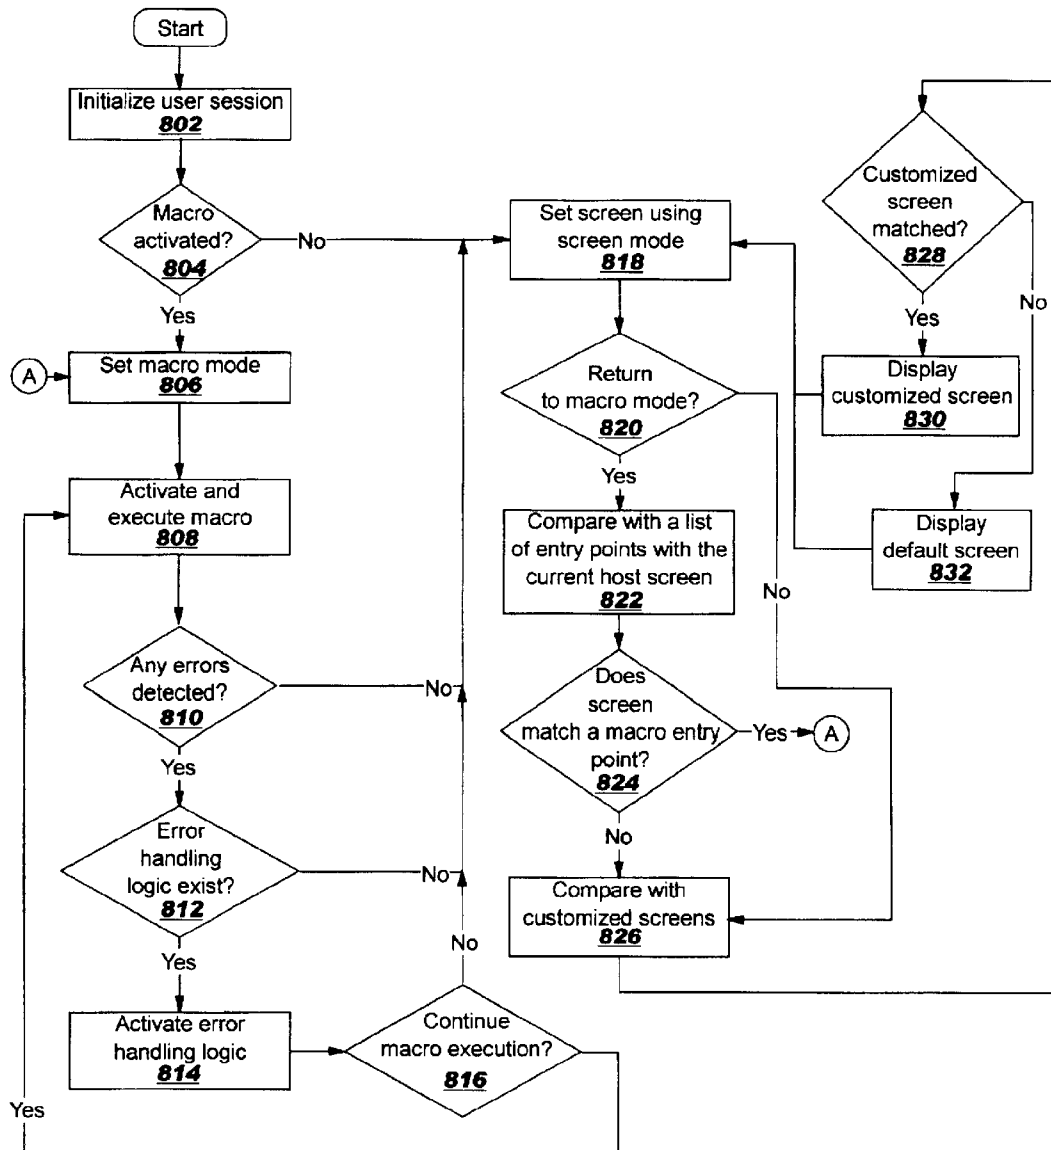 Start
Initialize user session
802
Macro
activated?
804
No
Yes
A
Set macro mode
806
Activate and
execute macro
808
Any errors
detected?
810
No
Yes
Error
handling
logic exist?
812
No
Yes
Activate error
handling logic
814
Continue
macro execution?
816
No
Yes
Set screen using
screen mode
818
Return
to macro mode?
820
No
Yes
Compare with a list
of entry points with the
current host screen
822
Does
screen
match a macro entry
point?
824
Yes
A
No
Compare with
customized screens
826
Customized
screen
matched?
828
No
Yes
Display
customized screen
830
Display
default screen
832